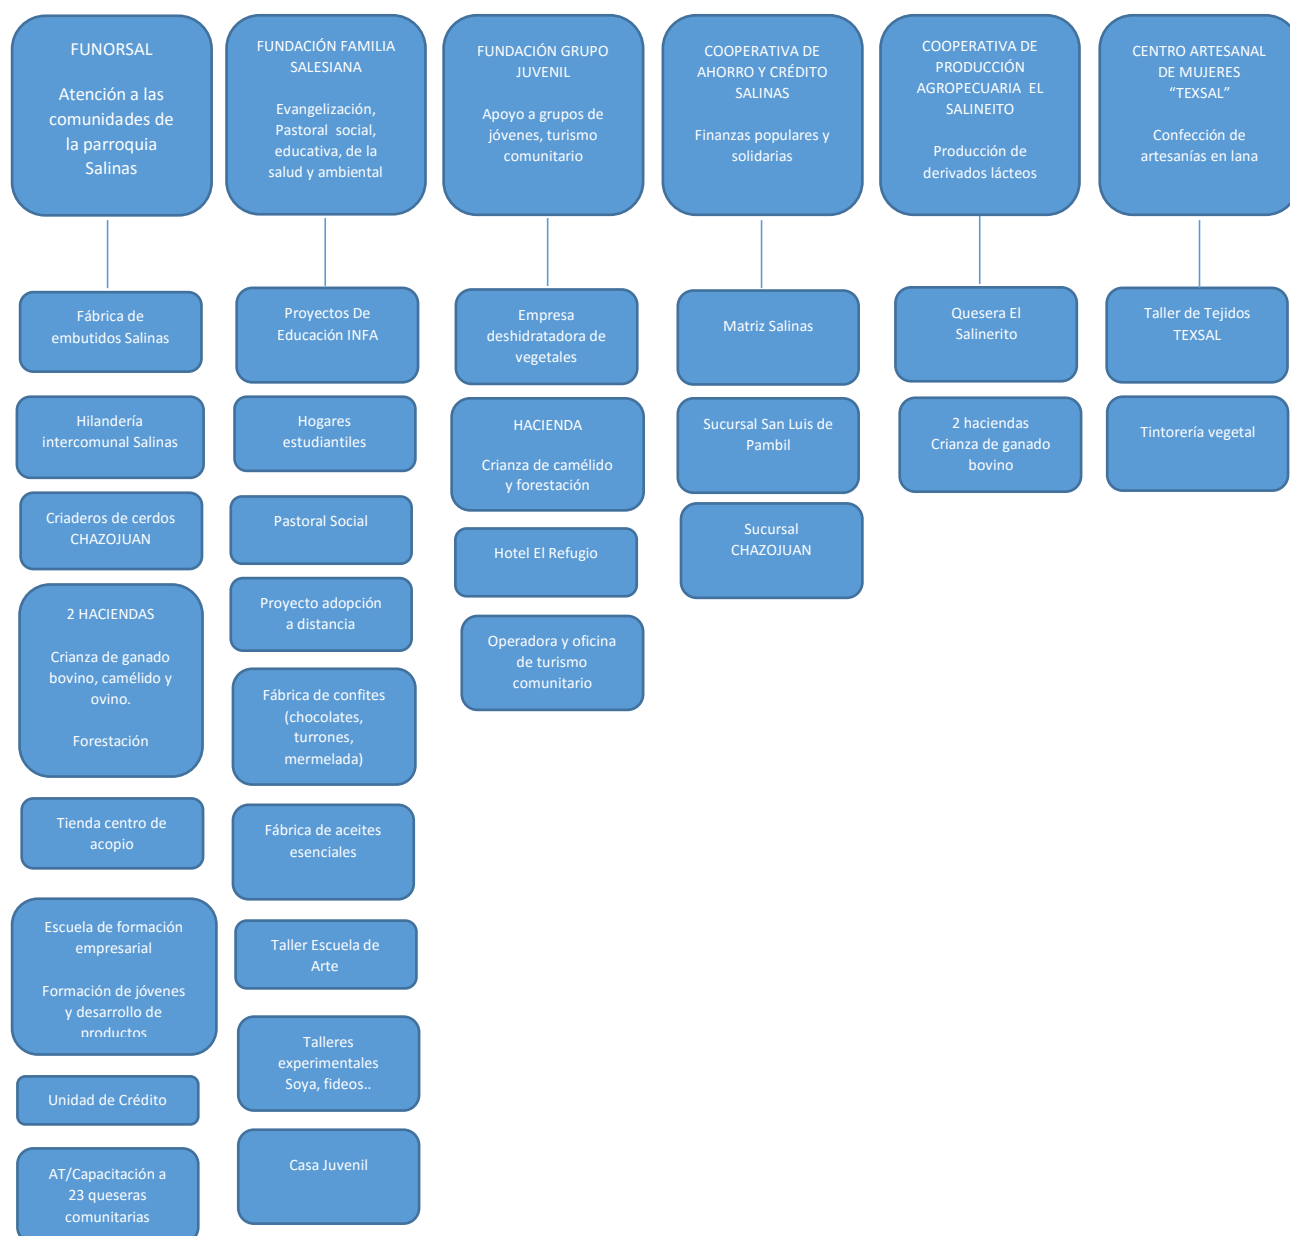 FUNORSAL
Atención a las
comunidades de
la parroquia
Salinas
Fábrica de
embutidos Salinas
Hilandería
intercomunal Salinas
Criaderos de cerdos
CHAZOJUAN
2 HACIENDAS
Crianza de ganado
bovino, camélido y
ovino.
Forestación
Tienda centro de
acopio
Escuela de formación
empresarial
Formación de jóvenes
y desarrollo de
productos
Unidad de Crédito
AT/Capacitación a
23 queseras
comunitarias
FUNDACIÓN FAMILIA
SALESIANA
Evangelización,
Pastoral social,
educativa, de la
salud y ambiental
Proyectos De
Educación INFA
Hogares
estudiantiles
Pastoral Social
Proyecto adopción
a distancia
Fábrica de confites
(chocolates,
turrones,
mermelada)
Fábrica de aceites
esenciales
Taller Escuela de
Arte
Talleres
experimentales
Soya, fideos..
Casa Juvenil
FUNDACIÓN GRUPO
JUVENIL
Apoyo a grupos de
jóvenes, turismo
comunitario
Empresa
deshidratadora de
vegetales
HACIENDA
Crianza de camélido
y forestación
Hotel El Refugio
Operadora y oficina
de turismo
comunitario
COOPERATIVA DE
AHORRO Y CRÉDITO
SALINAS
Finanzas populares y
solidarias
Matriz Salinas
Sucursal San Luis de
Pambil
Sucursal
CHAZOJUAN
COOPERATIVA DE
PRODUCCIÓN
AGROPECUARIA EL
SALINEITO
Producción de
derivados lácteos
Quesera El
Salinerito
2 haciendas
Crianza de ganado
bovino
CENTRO ARTESANAL
DE MUJERES
“TEXSAL”
Confección de
artesanías en lana
Taller de Tejidos
TEXSAL
Tintorería vegetal